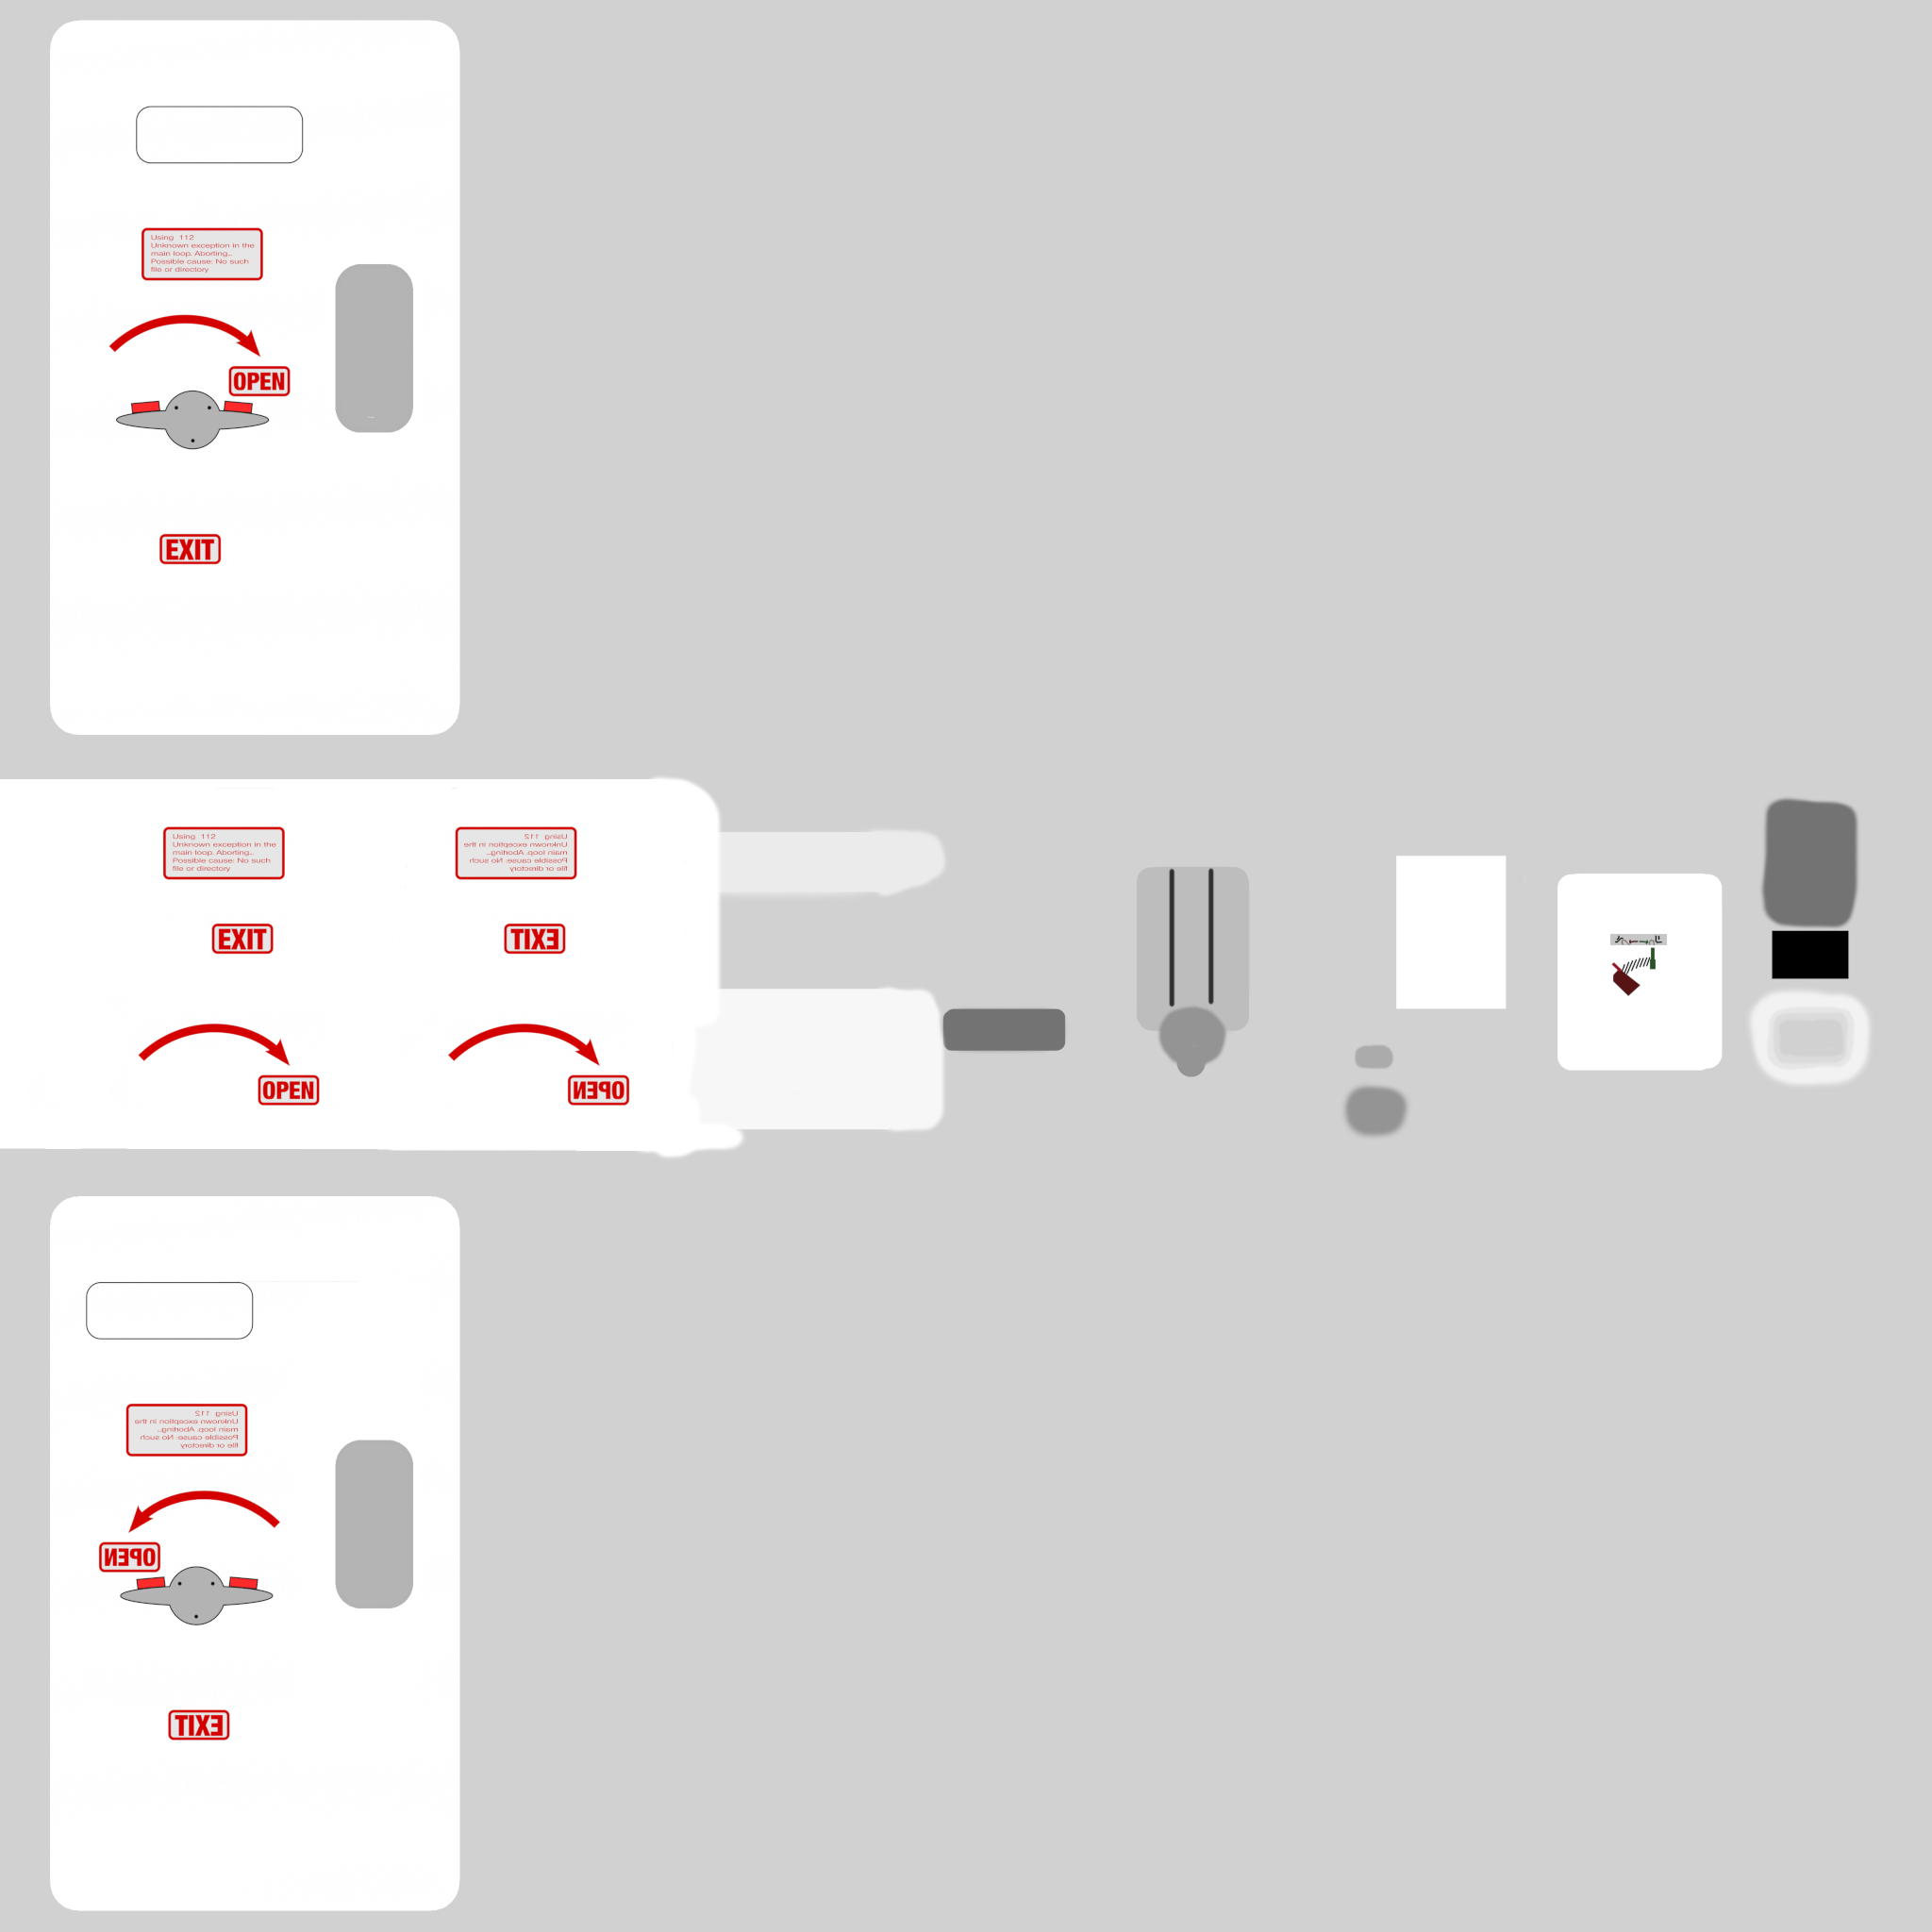 Using 112
Unknown exception in the
main loop. Aborting...
Possible cause: No such
file or directory
OPEN
EXIT
Using 112
Unknown exception in the
main loop. Aborting...
Possible cause: No such
file or directory
Using 112
Unknown exception in the
main loop. Aborting...
Possible cause: No such
file or directory
EXIT
EXIT
OPEN
OPEN
Using 112
Unknown exception in the
main loop. Aborting...
Possible cause: No such
file or directory
OPEN
EXIT